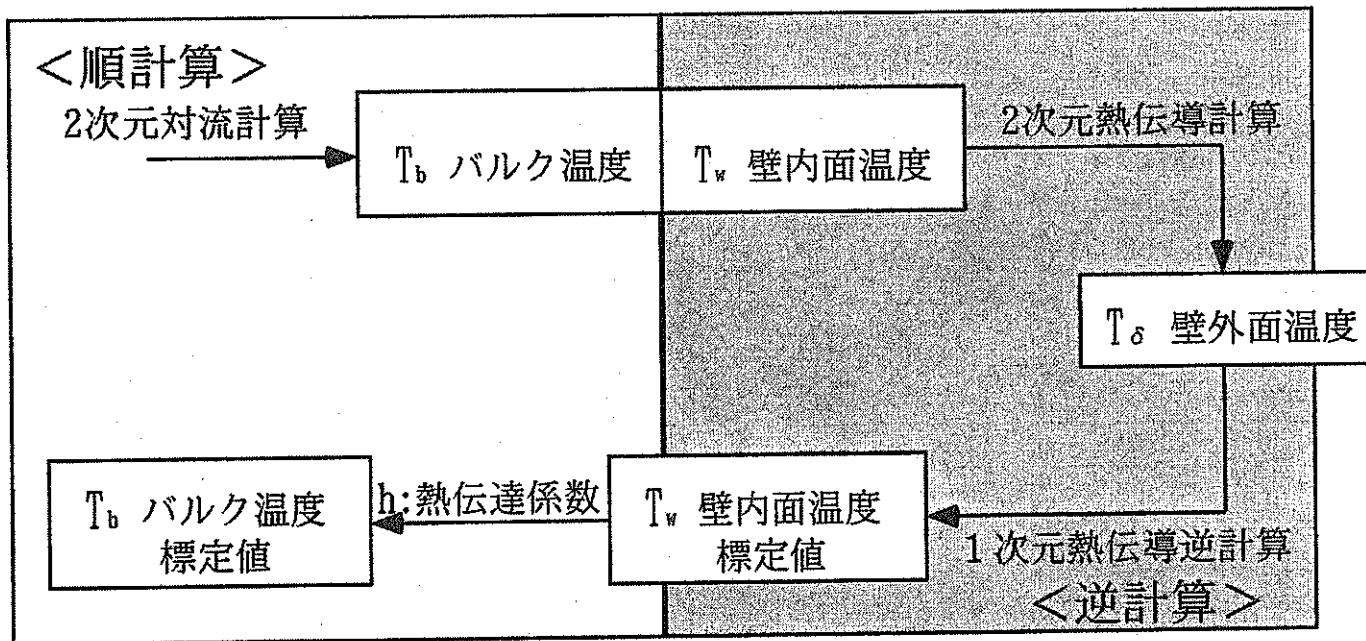 ＜順計算＞
2次元対流計算
T_b バルク温度
T_w 壁内面温度
2次元熱伝導計算
T_δ 壁外面温度
T_b バルク温度
標定値
h:熱伝達係数
T_w 壁内面温度
標定値
1次元熱伝導逆計算
＜逆計算＞